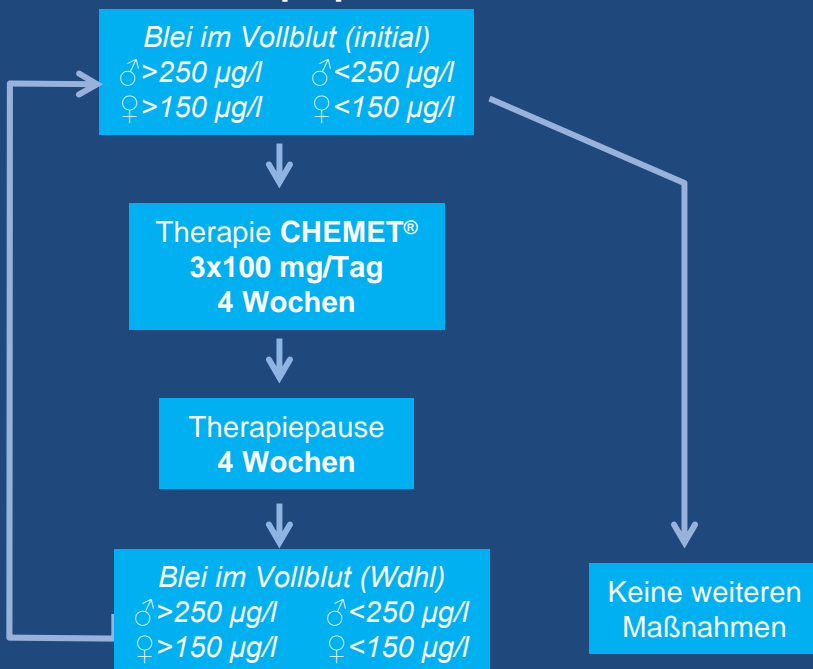 Blei im Vollblut (initial)
♂>250 µg/l ♂<250 µg/l
♀>150 µg/l ♀<150 µg/l
Therapie CHEMET®
3x100 mg/Tag
4 Wochen
Therapiepause
4 Wochen
Blei im Vollblut (Wdhl)
♂>250 µg/l ♂<250 µg/l
♀>150 µg/l ♀<150 µg/l
Keine weiteren
Maßnahmen